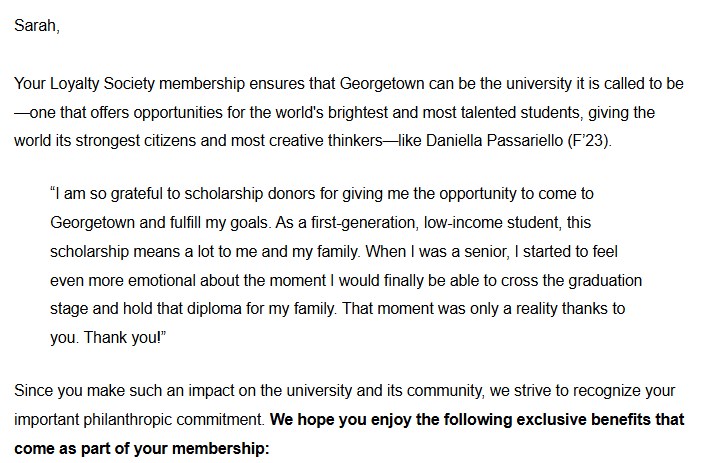 Sarah,
Your Loyalty Society membership ensures that Georgetown can be the university it is called to be
—one that offers opportunities for the world's brightest and most talented students, giving the
world its strongest citizens and most creative thinkers—like Daniella Passariello (F'23).
“I am so grateful to scholarship donors for giving me the opportunity to come to
Georgetown and fulfill my goals. As a first-generation, low-income student, this
scholarship means a lot to me and my family. When I was a senior, I started to feel
even more emotional about the moment I would finally be able to cross the graduation
stage and hold that diploma for my family. That moment was only a reality thanks to
you. Thank you!”
Since you make such an impact on the university and its community, we strive to recognize your
important philanthropic commitment. We hope you enjoy the following exclusive benefits that
come as part of your membership: